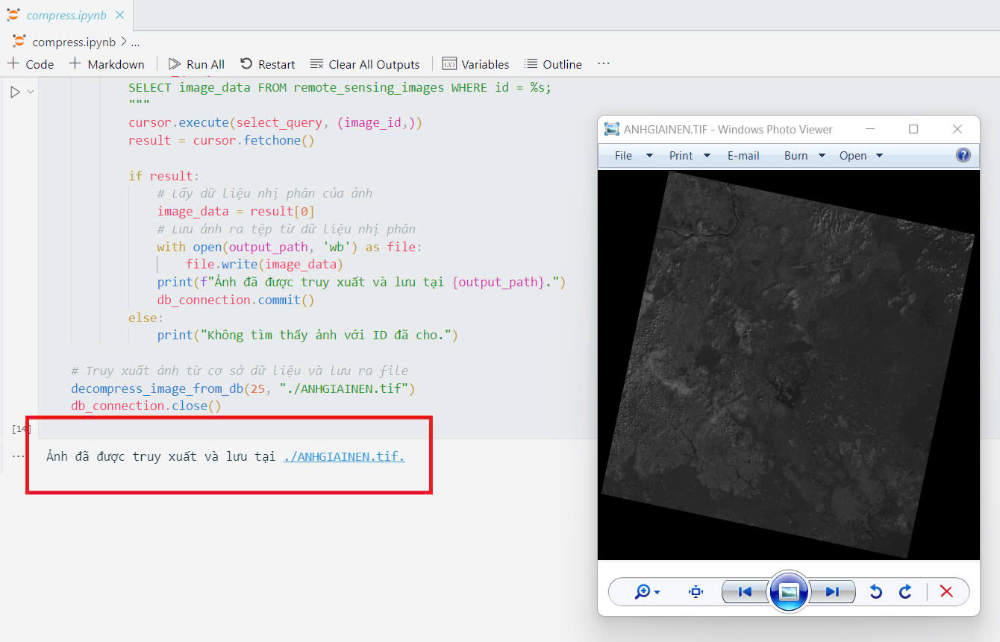 compress.ipynb
compress.ipynb > ...
+ Code + Markdown Run All Restart Clear All Outputs Variables Outline ...
SELECT image_data FROM remote_sensing_images WHERE id = %s;
"""
cursor.execute(select_query, (image_id,))
result = cursor.fetchone()
if result:
# Lấy dữ liệu nhị phân của ảnh
image_data = result[0]
# Lưu ảnh ra tệp từ dữ liệu nhị phân
with open(output_path, 'wb') as file:
file.write(image_data)
print(f"Ảnh đã được truy xuất và lưu tại {output_path}.")
db_connection.commit()
else:
print("Không tìm thấy ảnh với ID đã cho.")
# Truy xuất ảnh từ cơ sở dữ liệu và lưu ra file
decompress_image_from_db(25, "./ANHGIAINEN.tif")
db_connection.close()
[14]
... Ảnh đã được truy xuất và lưu tại ./ANHGIAINEN.tif.
ANHGIAINEN.TIF - Windows Photo Viewer
File Print E-mail Burn Open